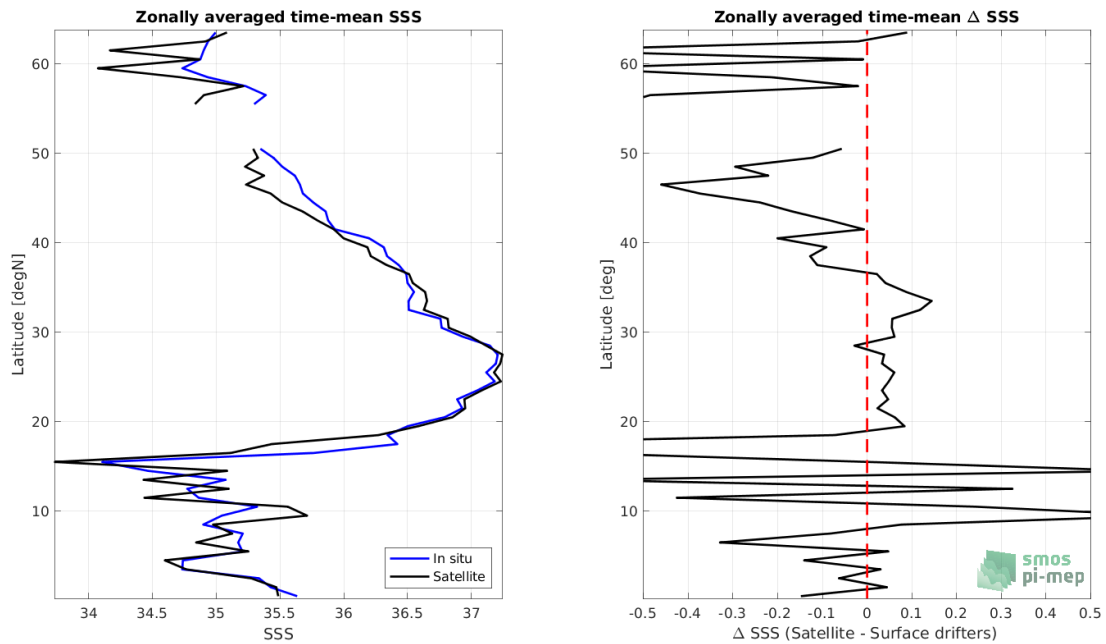 Zonally averaged time-mean SSS
60
50
40
30
20
10
Latitude [degN]
In situ
Satellite
34 34.5 35 35.5 36 36.5 37
SSS
Zonally averaged time-mean Δ SSS
60
50
40
30
20
10
Latitude [deg]
smos
pi-mep
-0.5 -0.4 -0.3 -0.2 -0.1 0 0.1 0.2 0.3 0.4 0.5
Δ SSS (Satellite - Surface drifters)